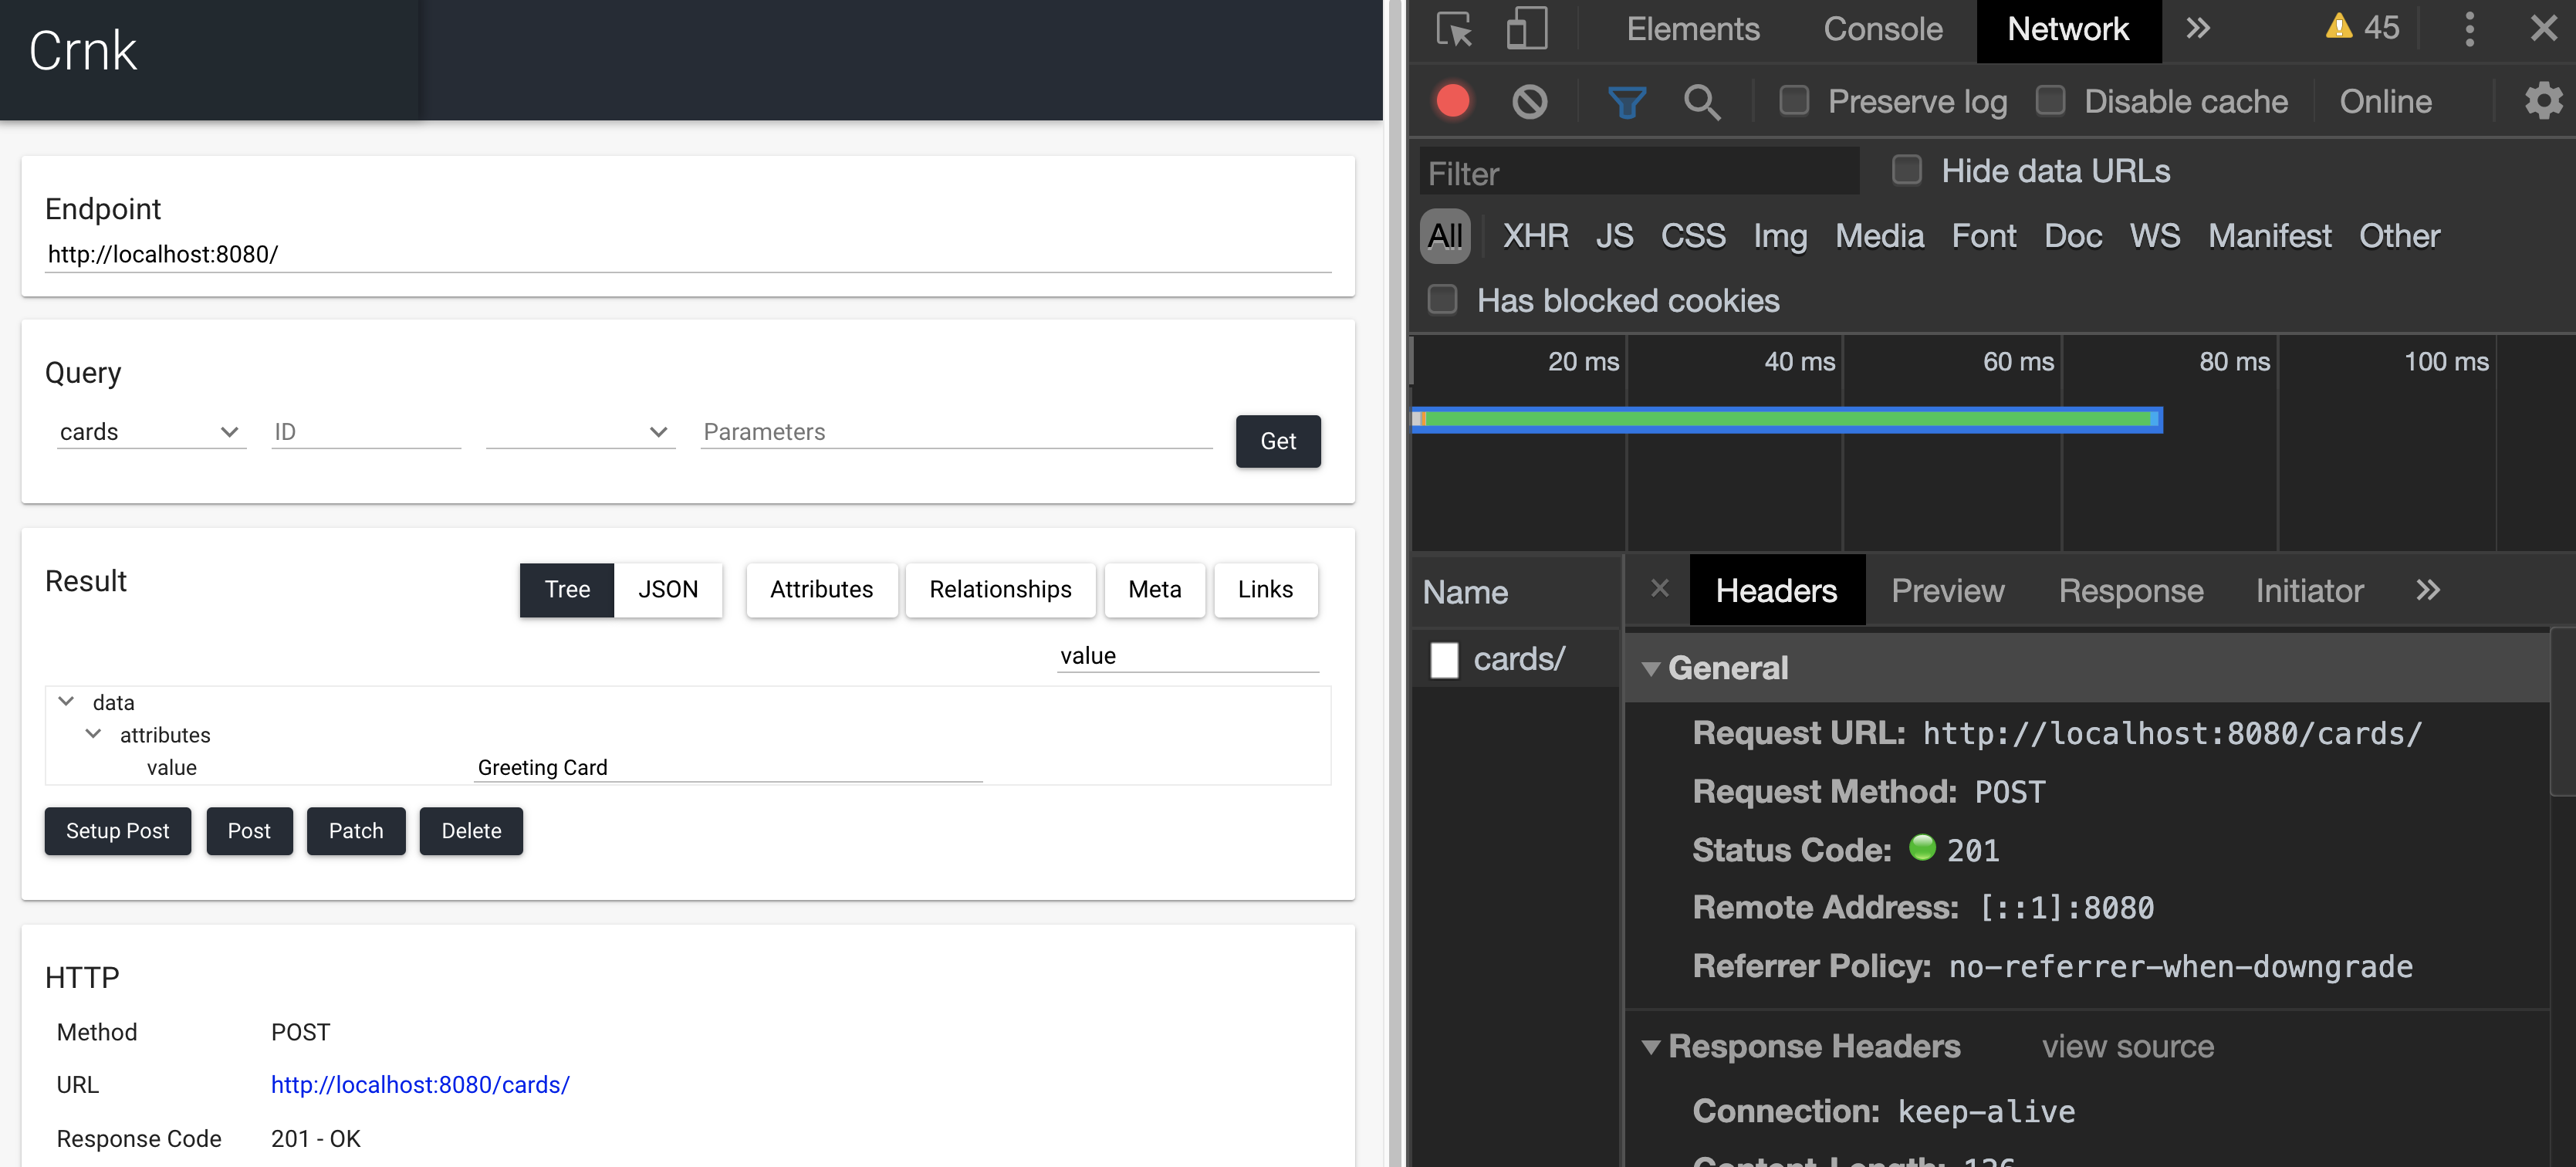 Crnk
Endpoint
http://localhost:8080/
Query
cards ID Parameters Get
Result Tree JSON Attributes Relationships Meta Links
value
data
attributes
value Greeting Card
Setup Post Post Patch Delete
HTTP
Method POST
URL http://localhost:8080/cards/
Response Code 201 - OK
Elements Console Network » 45
Preserve log Disable cache Online
Filter Hide data URLs
All XHR JS CSS Img Media Font Doc WS Manifest Other
Has blocked cookies
20 ms 40 ms 60 ms 80 ms 100 ms
Name × Headers Preview Response Initiator »
cards/
General
Request URL: http://localhost:8080/cards/
Request Method: POST
Status Code: 201
Remote Address: [::1]:8080
Referrer Policy: no-referrer-when-downgrade
Response Headers view source
Connection: keep-alive
Content-Length: 136